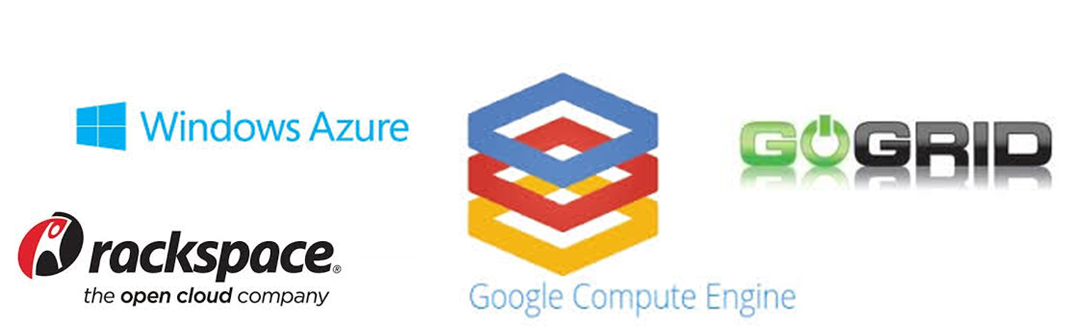 Windows Azure
GOGRID
rackspace®
the open cloud company
Google Compute Engine